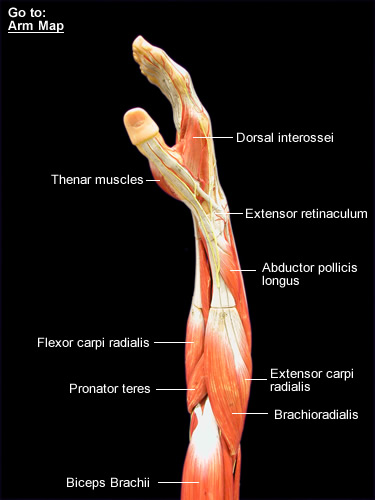 Go to:
Arm Map
Dorsal interossei
Thenar muscles
Extensor retinaculum
Abductor pollicis
longus
Flexor carpi radialis
Extensor carpi
radialis
Pronator teres
Brachioradialis
Biceps Brachii